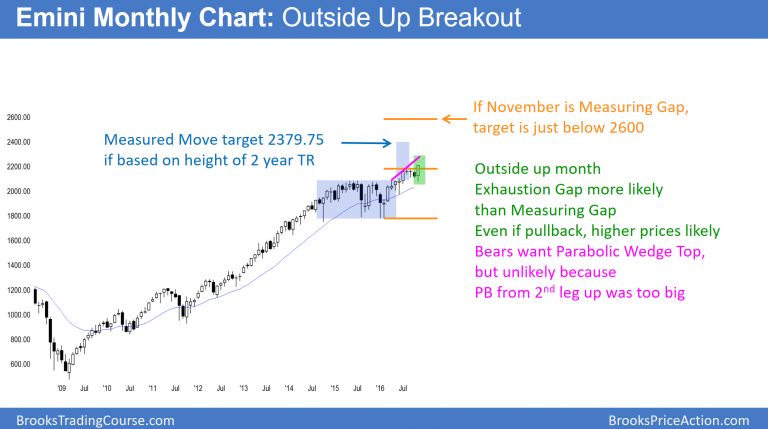 Emini Monthly Chart: Outside Up Breakout
If November is Measuring Gap,
target is just below 2600
Measured Move target 2379.75
if based on height of 2 year TR
Outside up month
Exhaustion Gap more likely
than Measuring Gap
Even if pullback, higher prices likely
Bears want Parabolic Wedge Top,
but unlikely because
PB from 2nd leg up was too big
2600.00
2400.00
2200.00
2000.00
1800.00
1600.00
1400.00
1200.00
1000.00
800.00
600.00
'09 Jul '10 Jul '11 Jul '12 Jul '13 Jul '14 Jul '15 Jul '16 Jul
BrooksTradingCourse.com BrooksPriceAction.com